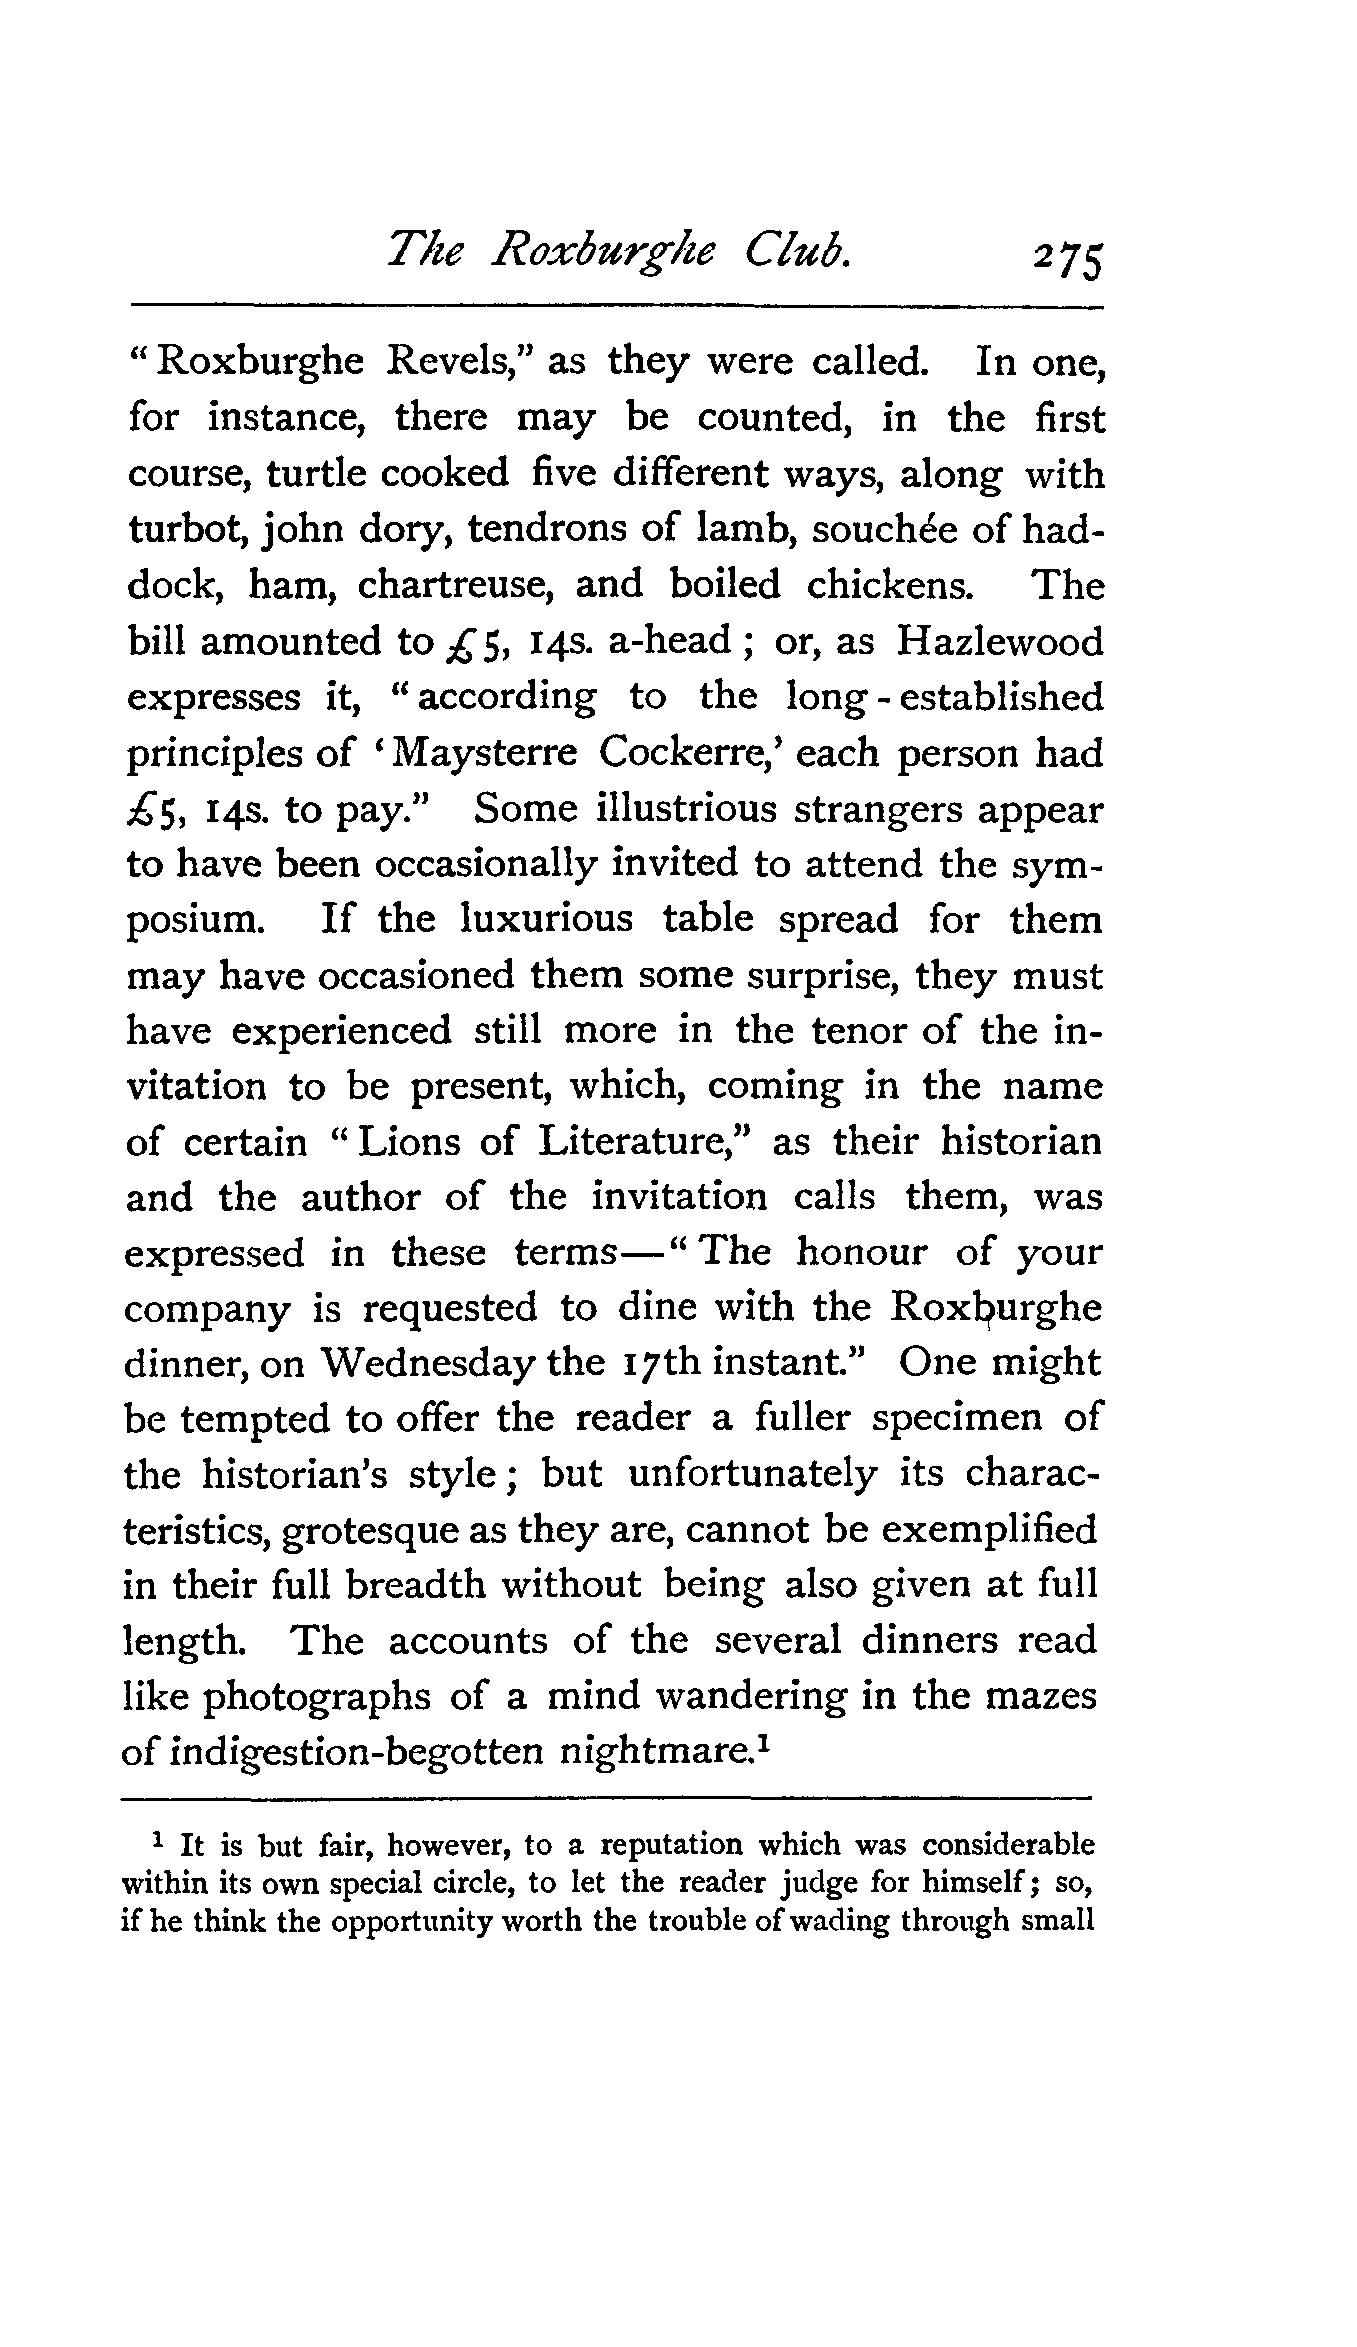 The Roxburghe Club. 275
“ Roxburghe Revels,” as they were called. In one,
for instance, there may be counted, in the first
course, turtle cooked five different ways, along with
turbot, john dory, tendrons of lamb, souchée of had-
dock, ham, chartreuse, and boiled chickens. The
bill amounted to £5, 14s. a-head ; or, as Hazlewood
expresses it, “ according to the long - established
principles of ‘ Maysterre Cockerre,’ each person had
£5, 14s. to pay.” Some illustrious strangers appear
to have been occasionally invited to attend the sym-
posium. If the luxurious table spread for them
may have occasioned them some surprise, they must
have experienced still more in the tenor of the in-
vitation to be present, which, coming in the name
of certain “ Lions of Literature,” as their historian
and the author of the invitation calls them, was
expressed in these terms—“ The honour of your
company is requested to dine with the Roxburghe
dinner, on Wednesday the 17th instant.” One might
be tempted to offer the reader a fuller specimen of
the historian’s style ; but unfortunately its charac-
teristics, grotesque as they are, cannot be exemplified
in their full breadth without being also given at full
length. The accounts of the several dinners read
like photographs of a mind wandering in the mazes
of indigestion-begotten nightmare.¹
¹ It is but fair, however, to a reputation which was considerable
within its own special circle, to let the reader judge for himself ; so,
if he think the opportunity worth the trouble of wading through small